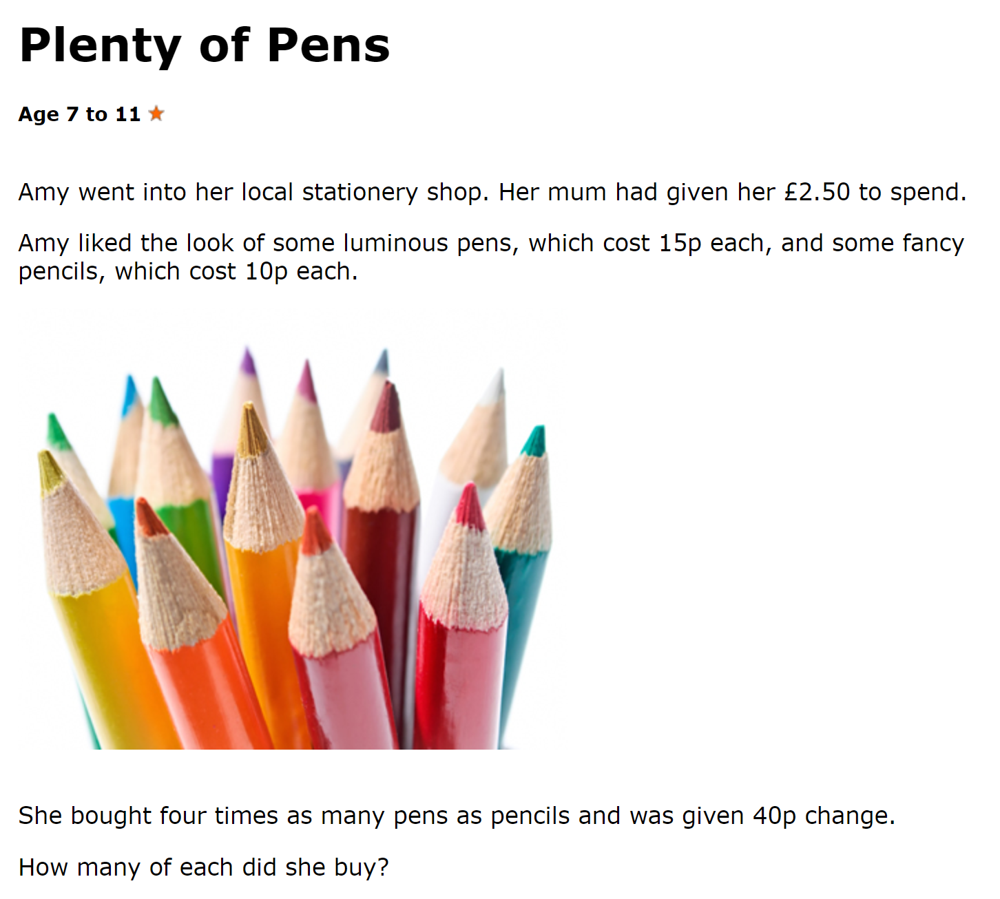 Plenty of Pens
Age 7 to 11
Amy went into her local stationery shop. Her mum had given her £2.50 to spend.
Amy liked the look of some luminous pens, which cost 15p each, and some fancy
pencils, which cost 10p each.
She bought four times as many pens as pencils and was given 40p change.
How many of each did she buy?